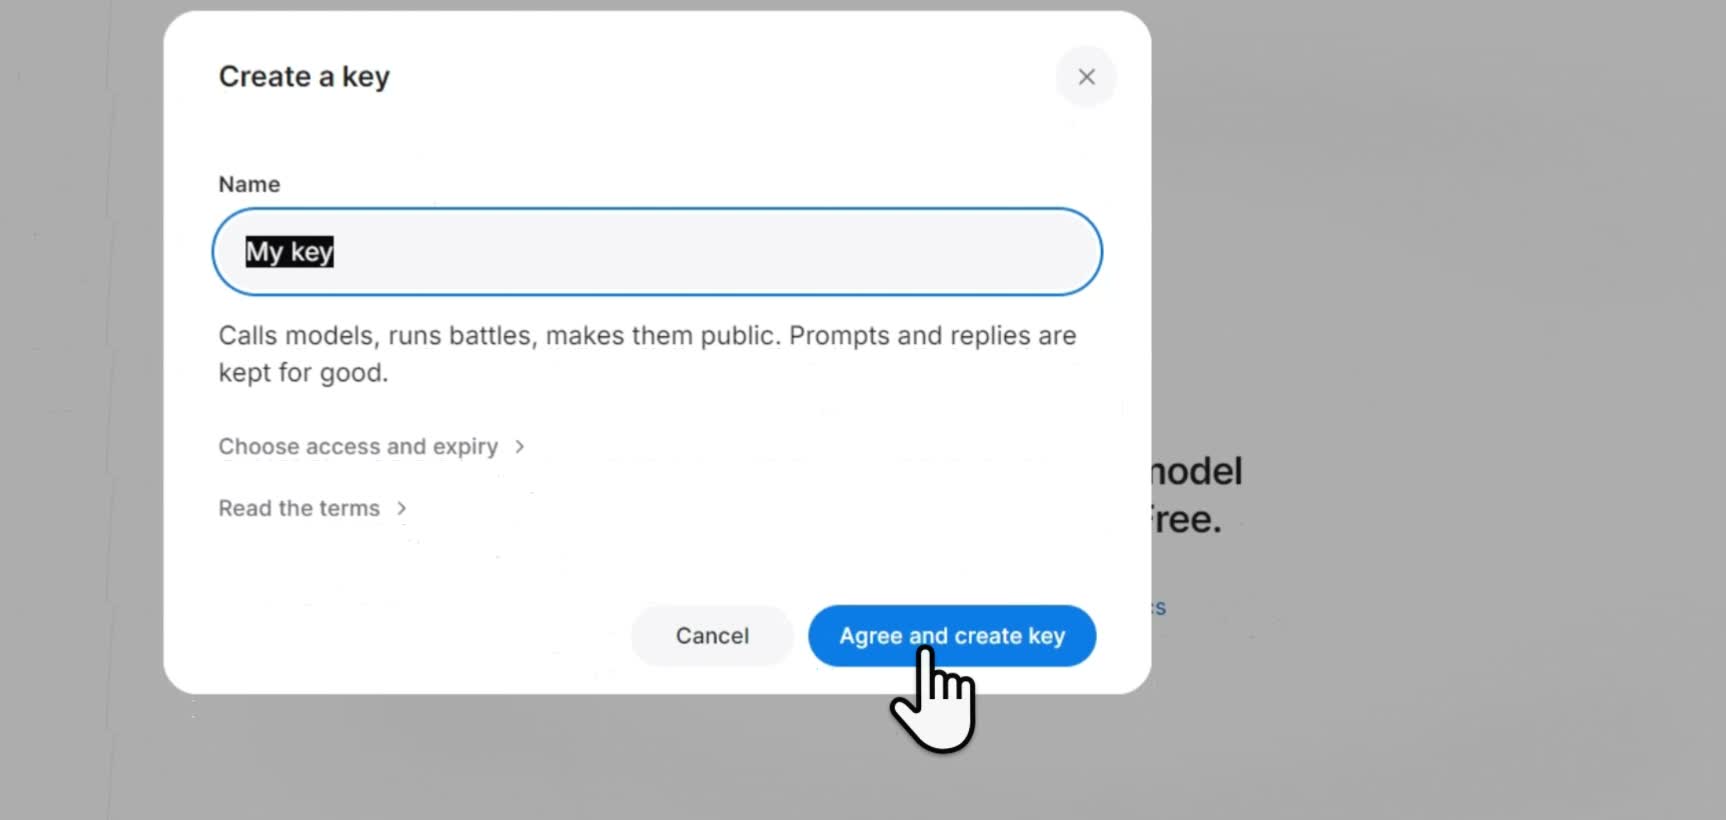 Create a key
Name
My key
Calls models, runs battles, makes them public. Prompts and replies are
kept for good.
Choose access and expiry
Read the terms
Cancel
Agree and create key